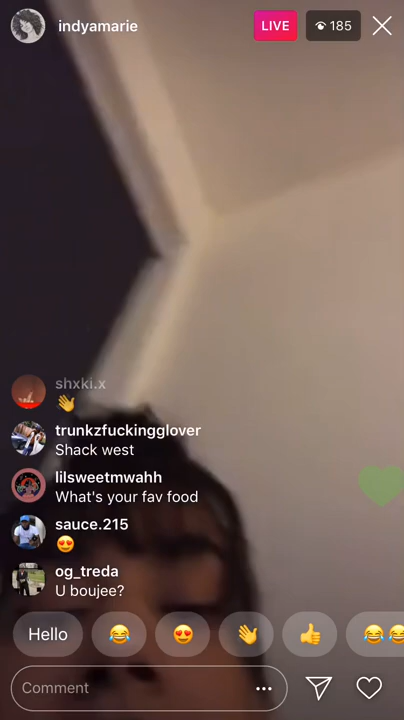 indyamarie
LIVE
185
shxki.x
👋
trunkzfuckingglover
Shack west
lilsweetmwahh
What's your fav food
sauce.215
😍
og_treda
U boujee?
Hello 😂 😍 👋 👍 😂😂
Comment